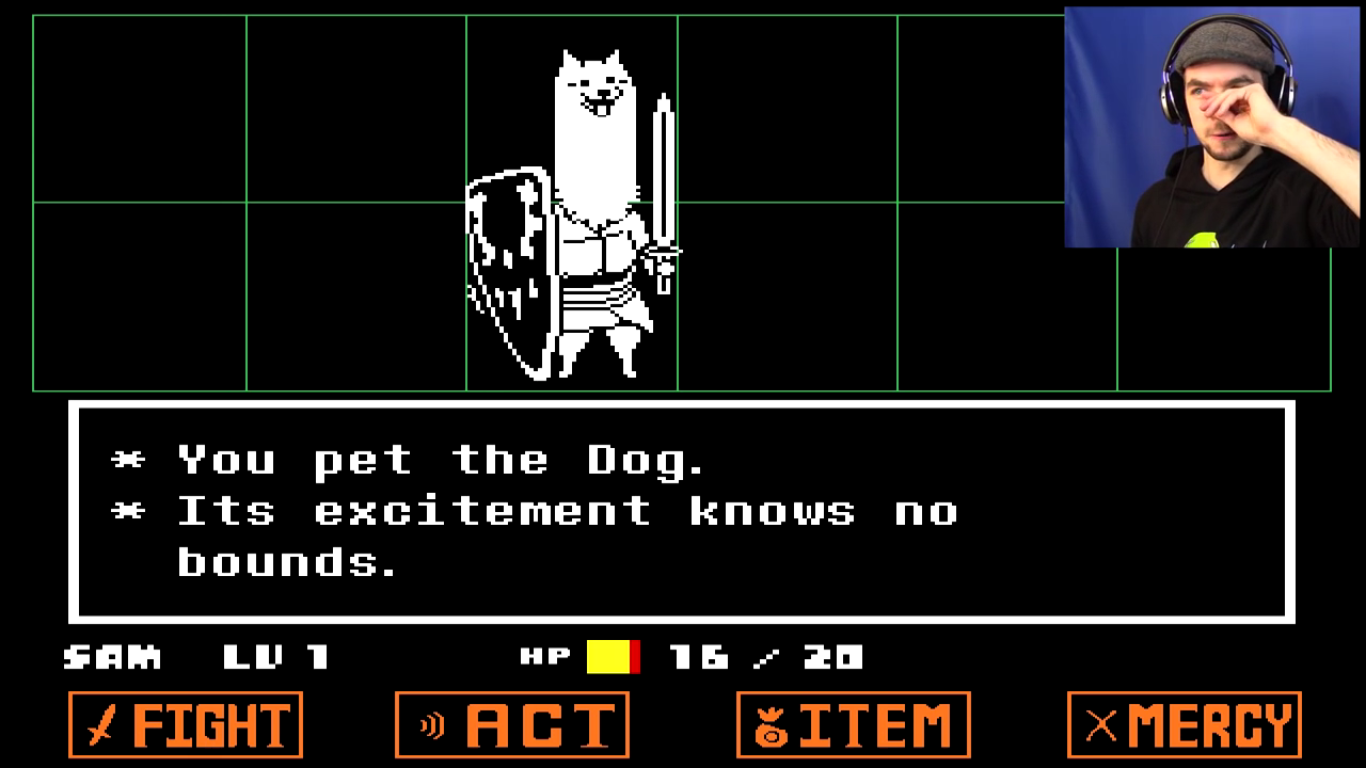 * You pet the Dog.
* Its excitement knows no
bounds.
SAM LV 1 HP 16 / 20
FIGHT ACT ITEM MERCY